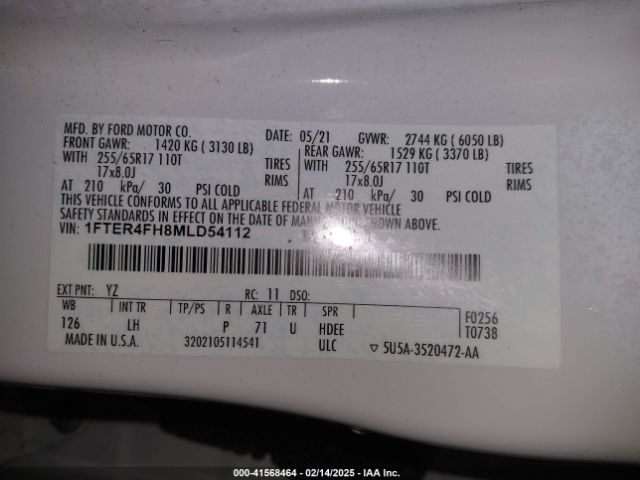 MFD. BY FORD MOTOR CO. DATE: 05/21 GVWR: 2744 KG ( 6050 LB)
FRONT GAWR: 1420 KG ( 3130 LB) REAR GAWR: 1529 KG ( 3370 LB)
WITH 255/65R17 110T TIRES WITH 255/65R17 110T TIRES
17x8.0J RIMS 17x8.0J RIMS
AT 210 kPa/ 30 PSI COLD AT 210 kPa/ 30 PSI COLD
THIS VEHICLE CONFORMS TO ALL APPLICABLE FEDERAL MOTOR VEHICLE
SAFETY STANDARDS IN EFFECT ON THE DATE OF SHOWN ABOVE.
VIN: 1FTER4FH8MLD54112
EXT PNT: YZ RC: 11 DSO:
WB INT TR TP/PS R AXLE TR SPR F0256
126 LH P 71 U HDEE T0738
MADE IN U.S.A. 3202105114541 ULC ▽ 5U5A-3520472-AA
000-41568464 - 02/14/2025 - IAA Inc.